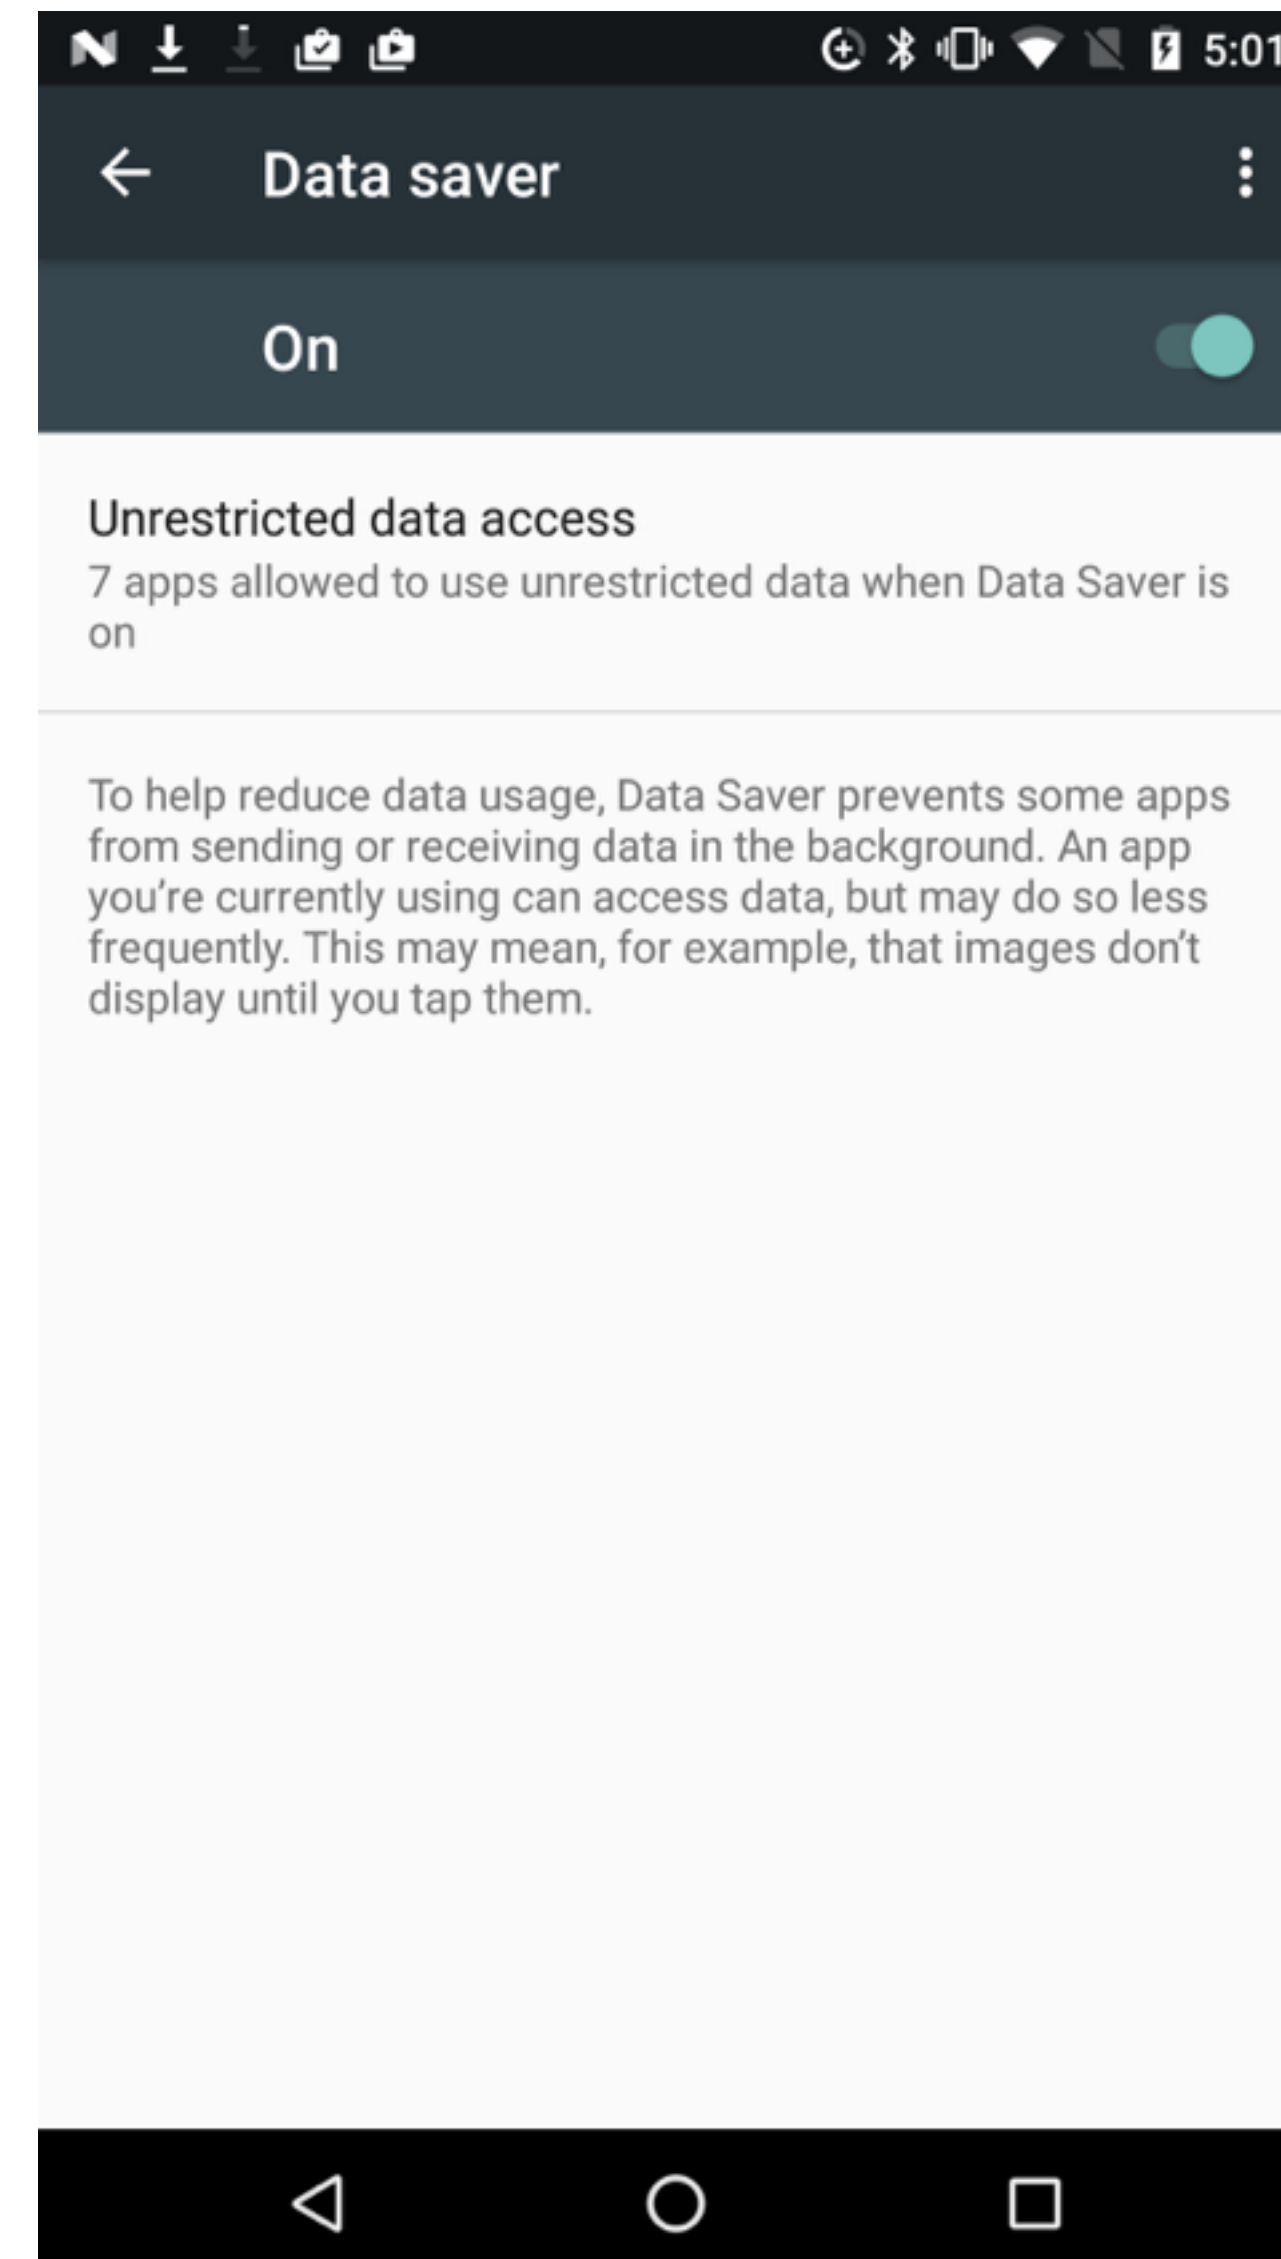 5:01
Data saver
On
Unrestricted data access
7 apps allowed to use unrestricted data when Data Saver is
on
To help reduce data usage, Data Saver prevents some apps
from sending or receiving data in the background. An app
you’re currently using can access data, but may do so less
frequently. This may mean, for example, that images don’t
display until you tap them.